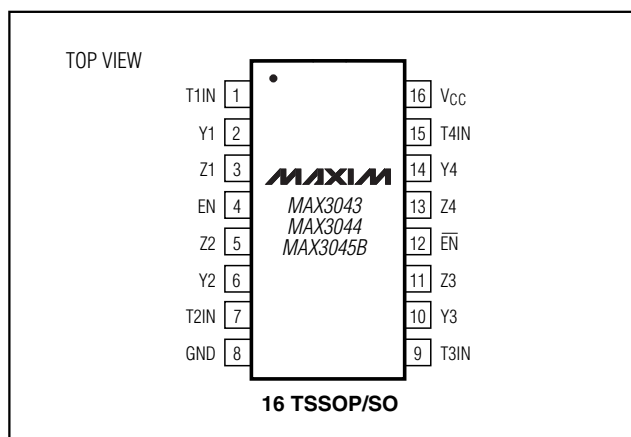 TOP VIEW
T1IN 1
Y1 2
Z1 3
EN 4
Z2 5
Y2 6
T2IN 7
GND 8
MAXIM
MAX3043
MAX3044
MAX3045B
16 VCC
15 T4IN
14 Y4
13 Z4
12 E̅N̅
11 Z3
10 Y3
9 T3IN
16 TSSOP/SO